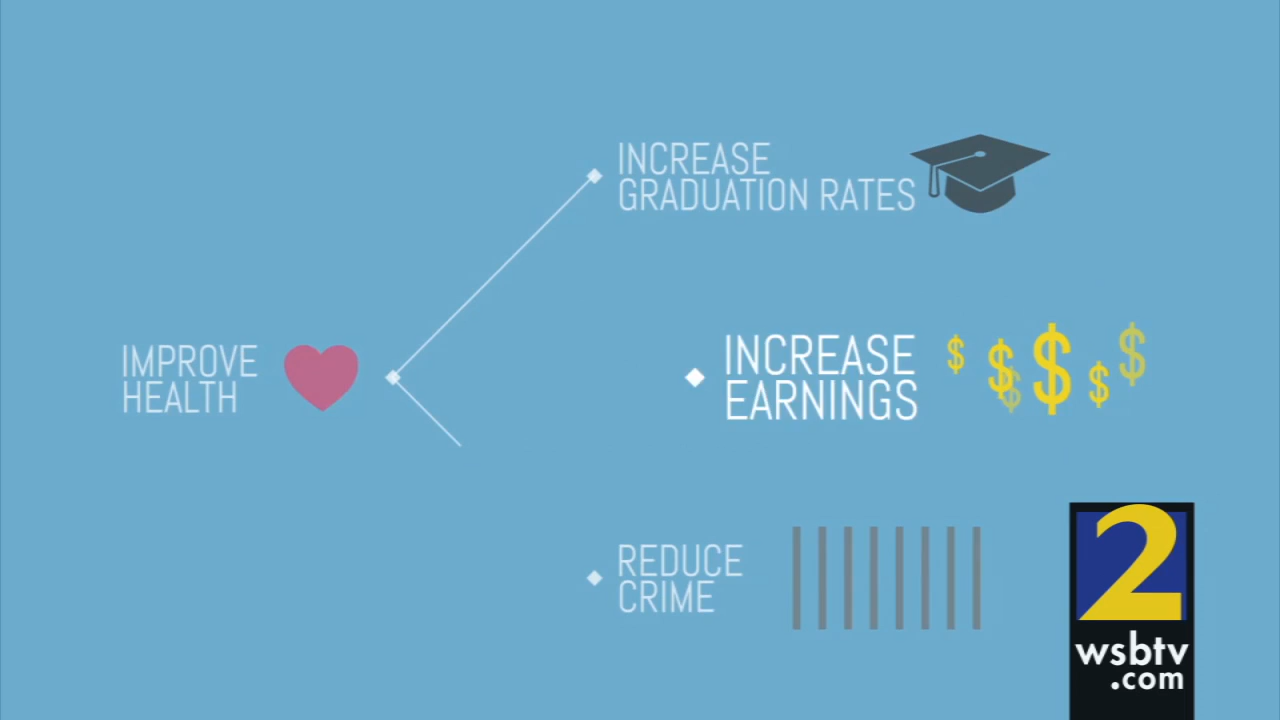 INCREASE
GRADUATION RATES
IMPROVE
HEALTH
INCREASE
EARNINGS
$ $ $ $ $ $
REDUCE
CRIME
2
wsbtv
.com